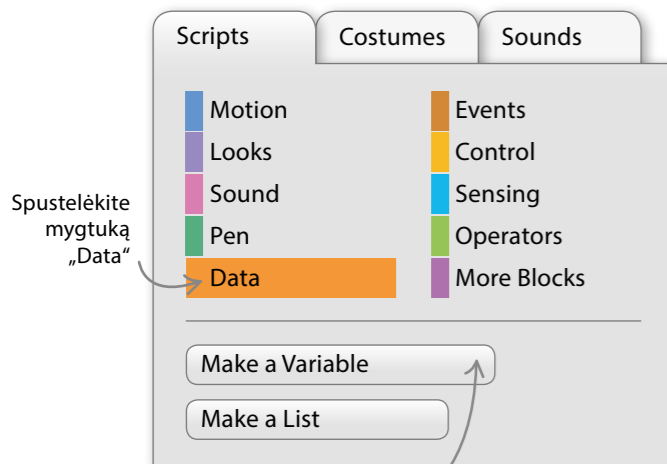 Scripts
Costumes
Sounds
Motion
Events
Looks
Control
Sound
Sensing
Pen
Operators
Data
More Blocks
Spustelėkite
mygtuką
„Data“
Make a Variable
Make a List